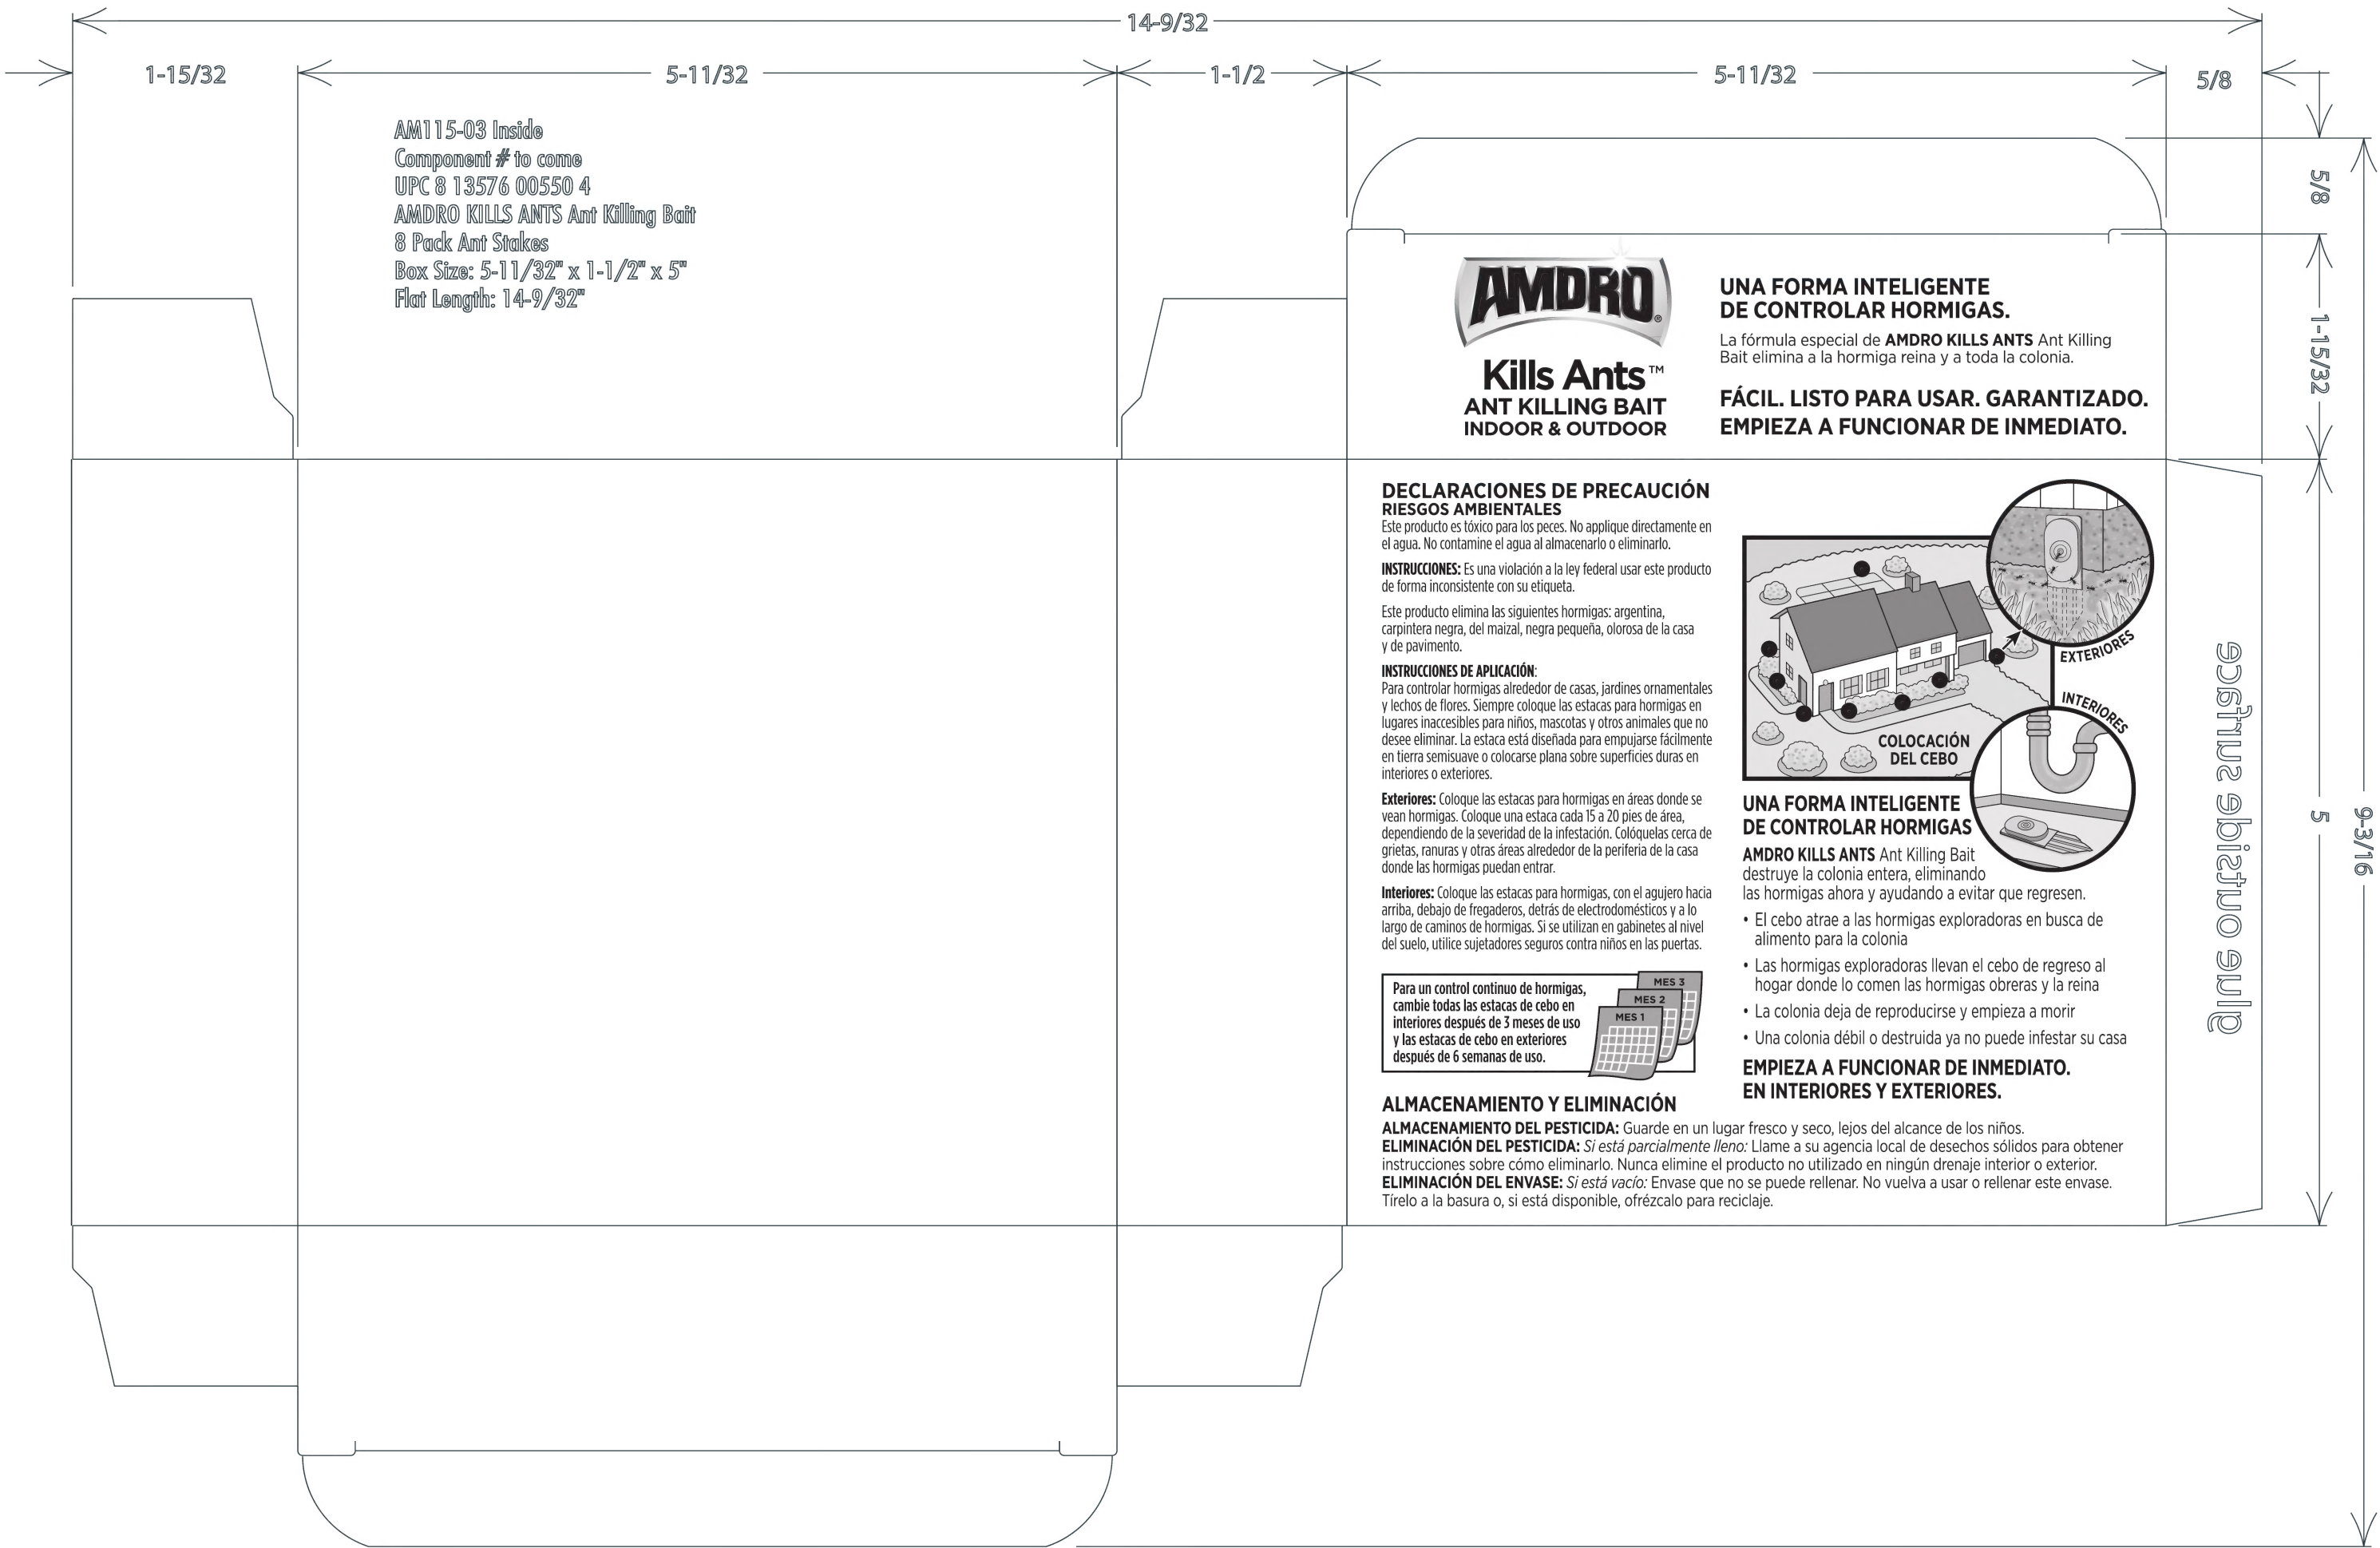 14-9/32
1-15/32
5-11/32
1-1/2
5-11/32
5/8
AM115-03 Inside
Component # to come
UPC 8 13576 00550 4
AMDRO KILLS ANTS Ant Killing Bait
8 Pack Ant Stakes
Box Size: 5-11/32" x 1-1/2" x 5"
Flat Length: 14-9/32"
5/8
1-15/32
5
9-3/16
glue outside surface
AMDRO®
Kills Ants™
ANT KILLING BAIT
INDOOR & OUTDOOR
UNA FORMA INTELIGENTE
DE CONTROLAR HORMIGAS.
La fórmula especial de AMDRO KILLS ANTS Ant Killing
Bait elimina a la hormiga reina y a toda la colonia.
FÁCIL. LISTO PARA USAR. GARANTIZADO.
EMPIEZA A FUNCIONAR DE INMEDIATO.
DECLARACIONES DE PRECAUCIÓN
RIESGOS AMBIENTALES
Este producto es tóxico para los peces. No applique directamente en
el agua. No contamine el agua al almacenarlo o eliminarlo.
INSTRUCCIONES: Es una violación a la ley federal usar este producto
de forma inconsistente con su etiqueta.
Este producto elimina las siguientes hormigas: argentina,
carpintera negra, del maizal, negra pequeña, olorosa de la casa
y de pavimento.
INSTRUCCIONES DE APLICACIÓN:
Para controlar hormigas alrededor de casas, jardines ornamentales
y lechos de flores. Siempre coloque las estacas para hormigas en
lugares inaccesibles para niños, mascotas y otros animales que no
desee eliminar. La estaca está diseñada para empujarse fácilmente
en tierra semisuave o colocarse plana sobre superficies duras en
interiores o exteriores.
Exteriores: Coloque las estacas para hormigas en áreas donde se
vean hormigas. Coloque una estaca cada 15 a 20 pies de área,
dependiendo de la severidad de la infestación. Colóquelas cerca de
grietas, ranuras y otras áreas alrededor de la periferia de la casa
donde las hormigas puedan entrar.
Interiores: Coloque las estacas para hormigas, con el agujero hacia
arriba, debajo de fregaderos, detrás de electrodomésticos y a lo
largo de caminos de hormigas. Si se utilizan en gabinetes al nivel
del suelo, utilice sujetadores seguros contra niños en las puertas.
Para un control continuo de hormigas,
cambie todas las estacas de cebo en
interiores después de 3 meses de uso
y las estacas de cebo en exteriores
después de 6 semanas de uso.
MES 3
MES 2
MES 1
EXTERIORES
INTERIORES
COLOCACIÓN
DEL CEBO
UNA FORMA INTELIGENTE
DE CONTROLAR HORMIGAS
AMDRO KILLS ANTS Ant Killing Bait
destruye la colonia entera, eliminando
las hormigas ahora y ayudando a evitar que regresen.
• El cebo atrae a las hormigas exploradoras en busca de
alimento para la colonia
• Las hormigas exploradoras llevan el cebo de regreso al
hogar donde lo comen las hormigas obreras y la reina
• La colonia deja de reproducirse y empieza a morir
• Una colonia débil o destruida ya no puede infestar su casa
EMPIEZA A FUNCIONAR DE INMEDIATO.
EN INTERIORES Y EXTERIORES.
ALMACENAMIENTO Y ELIMINACIÓN
ALMACENAMIENTO DEL PESTICIDA: Guarde en un lugar fresco y seco, lejos del alcance de los niños.
ELIMINACIÓN DEL PESTICIDA: Si está parcialmente lleno: Llame a su agencia local de desechos sólidos para obtener
instrucciones sobre cómo eliminarlo. Nunca elimine el producto no utilizado en ningún drenaje interior o exterior.
ELIMINACIÓN DEL ENVASE: Si está vacío: Envase que no se puede rellenar. No vuelva a usar o rellenar este envase.
Tírelo a la basura o, si está disponible, ofrézcalo para reciclaje.